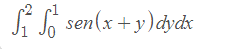 ∫₁² ∫₀¹ sen(x + y)dydx